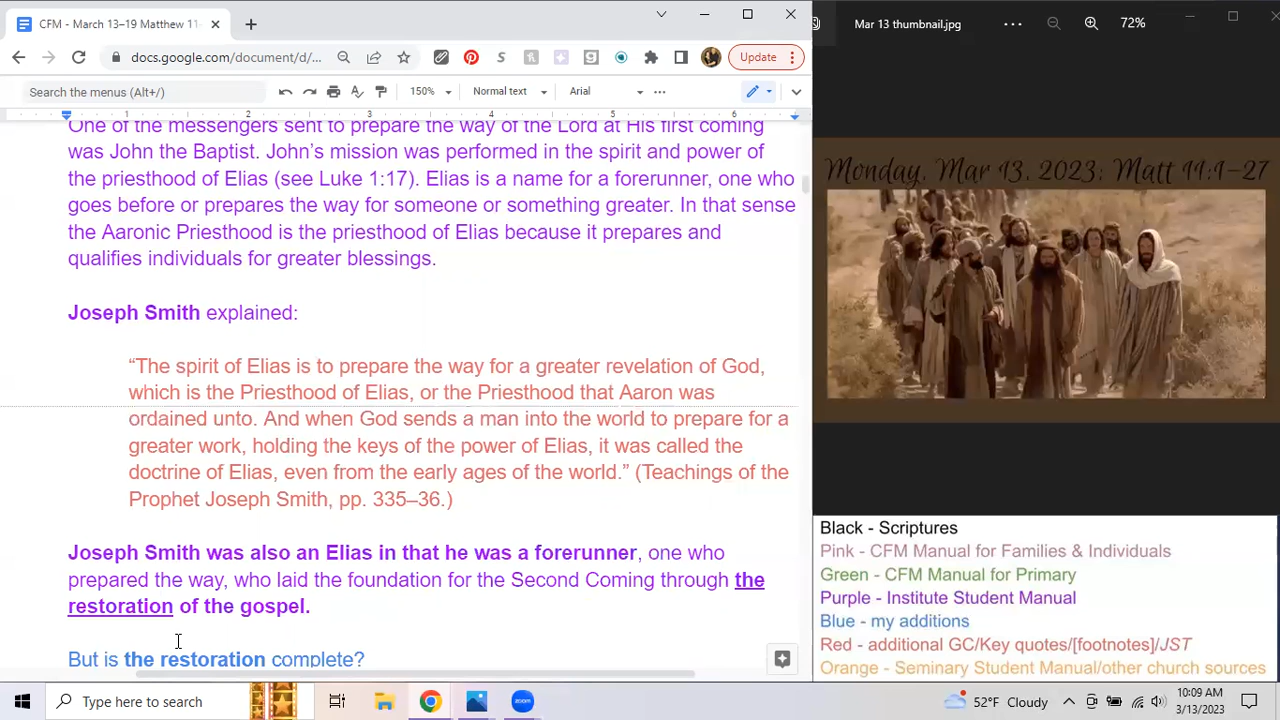 CFM - March 13–19 Matthew 11-
docs.google.com/document/d/...
Update
Search the menus (Alt+/)
150%
Normal text
Arial
1 2 3 4 5 6
One of the messengers sent to prepare the way of the Lord at His first coming
was John the Baptist. John's mission was performed in the spirit and power of
the priesthood of Elias (see Luke 1:17). Elias is a name for a forerunner, one who
goes before or prepares the way for someone or something greater. In that sense
the Aaronic Priesthood is the priesthood of Elias because it prepares and
qualifies individuals for greater blessings.
Joseph Smith explained:
“The spirit of Elias is to prepare the way for a greater revelation of God,
which is the Priesthood of Elias, or the Priesthood that Aaron was
ordained unto. And when God sends a man into the world to prepare for a
greater work, holding the keys of the power of Elias, it was called the
doctrine of Elias, even from the early ages of the world.” (Teachings of the
Prophet Joseph Smith, pp. 335–36.)
Joseph Smith was also an Elias in that he was a forerunner, one who
prepared the way, who laid the foundation for the Second Coming through the
restoration of the gospel.
But is the restoration complete?
Mar 13 thumbnail.jpg
72%
Monday, Mar 13, 2023: Matt 11:1-27
Black - Scriptures
Pink - CFM Manual for Families & Individuals
Green - CFM Manual for Primary
Purple - Institute Student Manual
Blue - my additions
Red - additional GC/Key quotes/[footnotes]/JST
Orange - Seminary Student Manual/other church sources
Type here to search
zoom
52°F Cloudy
10:09 AM
3/13/2023